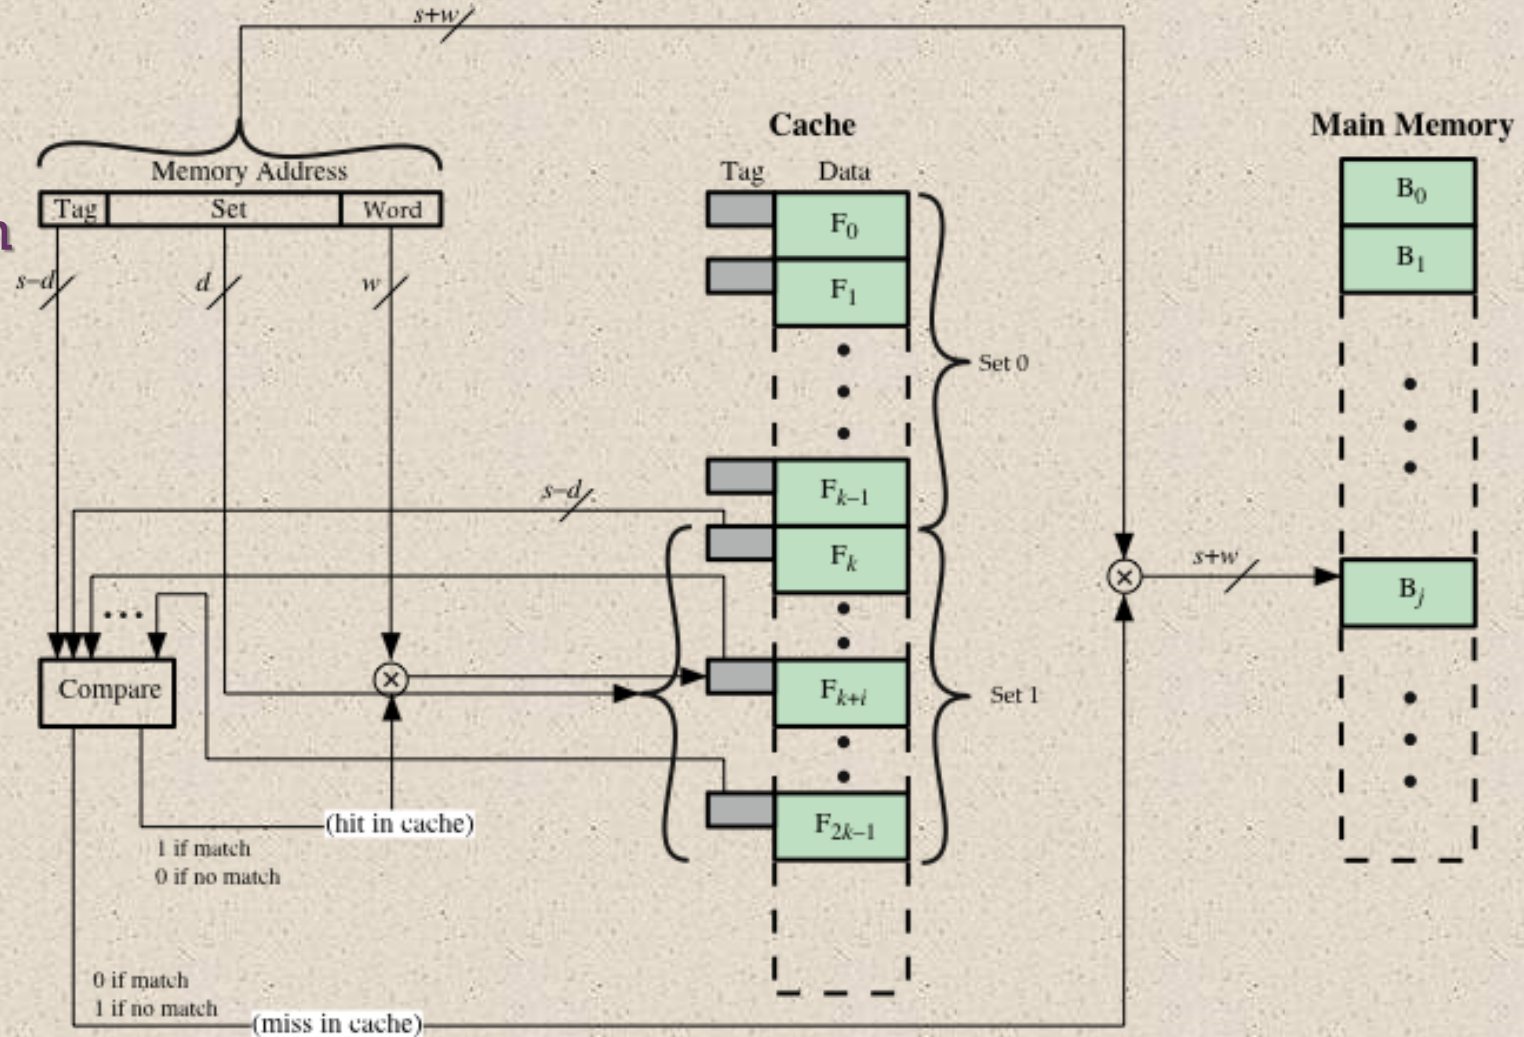 s+w
Cache
Main Memory
Memory Address
Tag Set Word
Tag Data
s–d
d
w
F0
F1
Set 0
Fk–1
s–d
Fk
Fk+i
Set 1
F2k–1
B0
B1
s+w
Bj
...
Compare
(hit in cache)
1 if match
0 if no match
0 if match
1 if no match
(miss in cache)
n